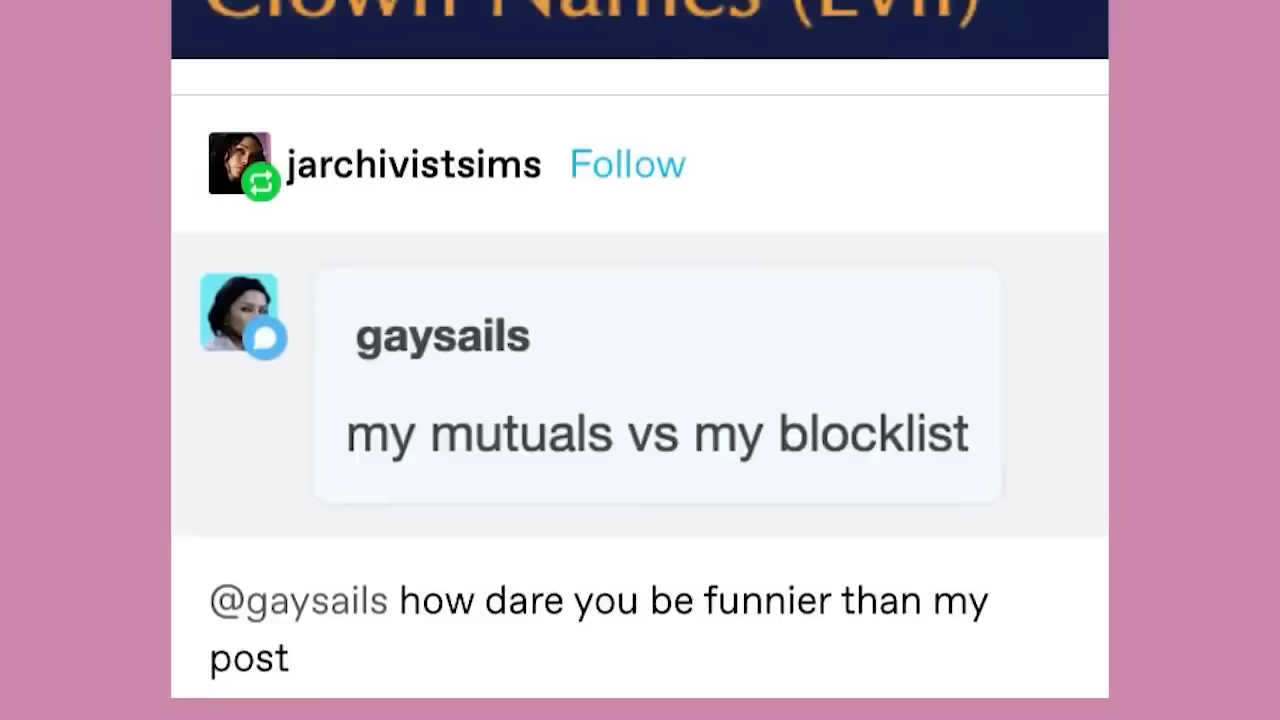 Clown Names (Evil)
jarchivistsims Follow
gaysails
my mutuals vs my blocklist
@gaysails how dare you be funnier than my
post